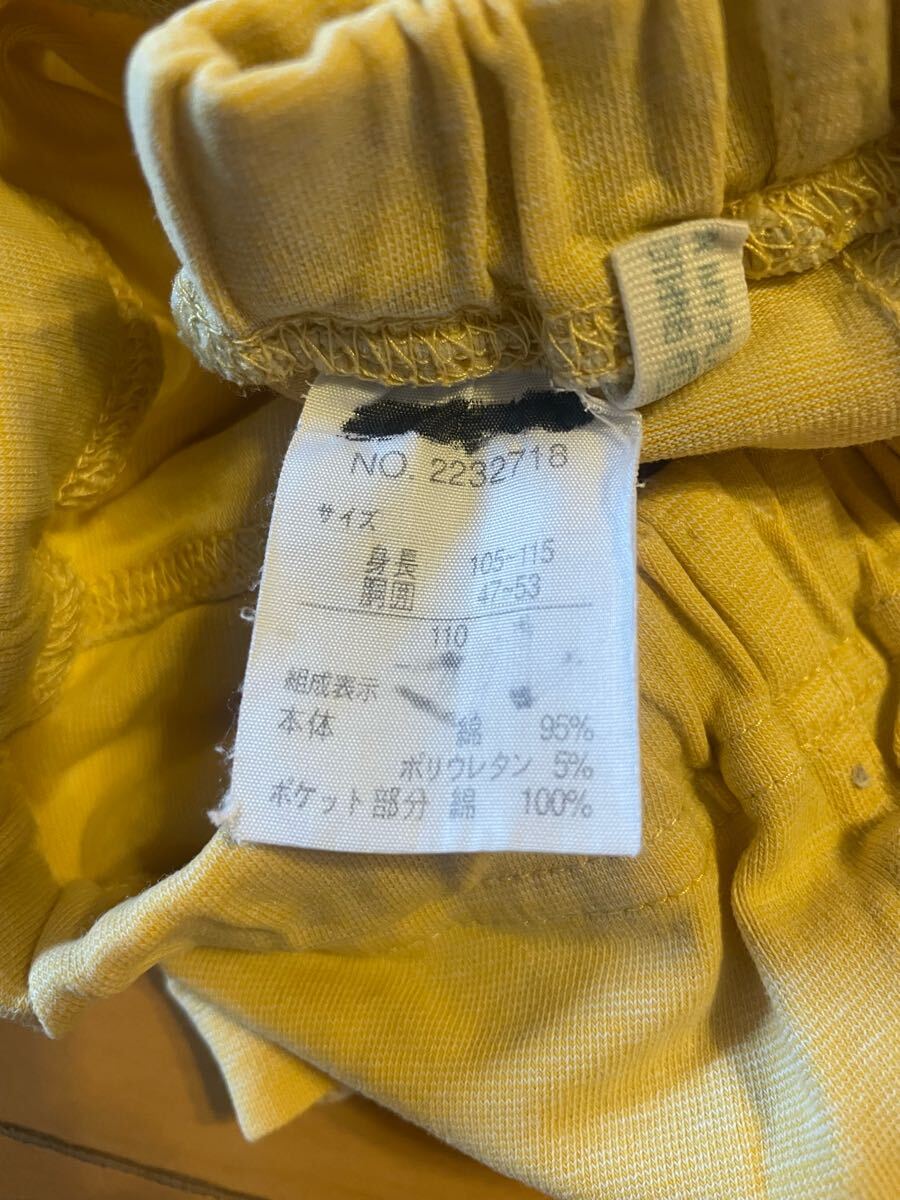 NO. 2232718
サイズ
身長 105~115
胸囲 47~53
110
組成表示
本体 綿 95%
ポリウレタン 5%
ポケット部分 綿 100%